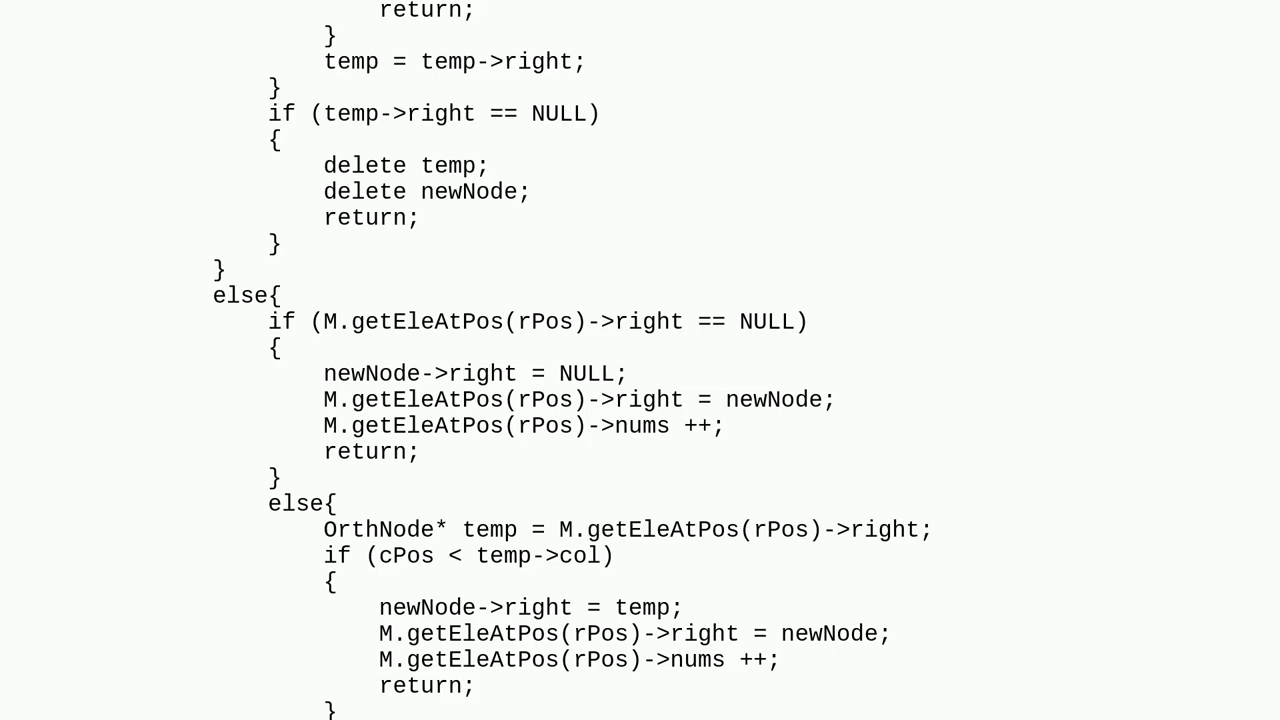 return;
}
temp = temp->right;
}
if (temp->right == NULL)
{
delete temp;
delete newNode;
return;
}
}
else{
if (M.getEleAtPos(rPos)->right == NULL)
{
newNode->right = NULL;
M.getEleAtPos(rPos)->right = newNode;
M.getEleAtPos(rPos)->nums ++;
return;
}
else{
OrthNode* temp = M.getEleAtPos(rPos)->right;
if (cPos < temp->col)
{
newNode->right = temp;
M.getEleAtPos(rPos)->right = newNode;
M.getEleAtPos(rPos)->nums ++;
return;
}